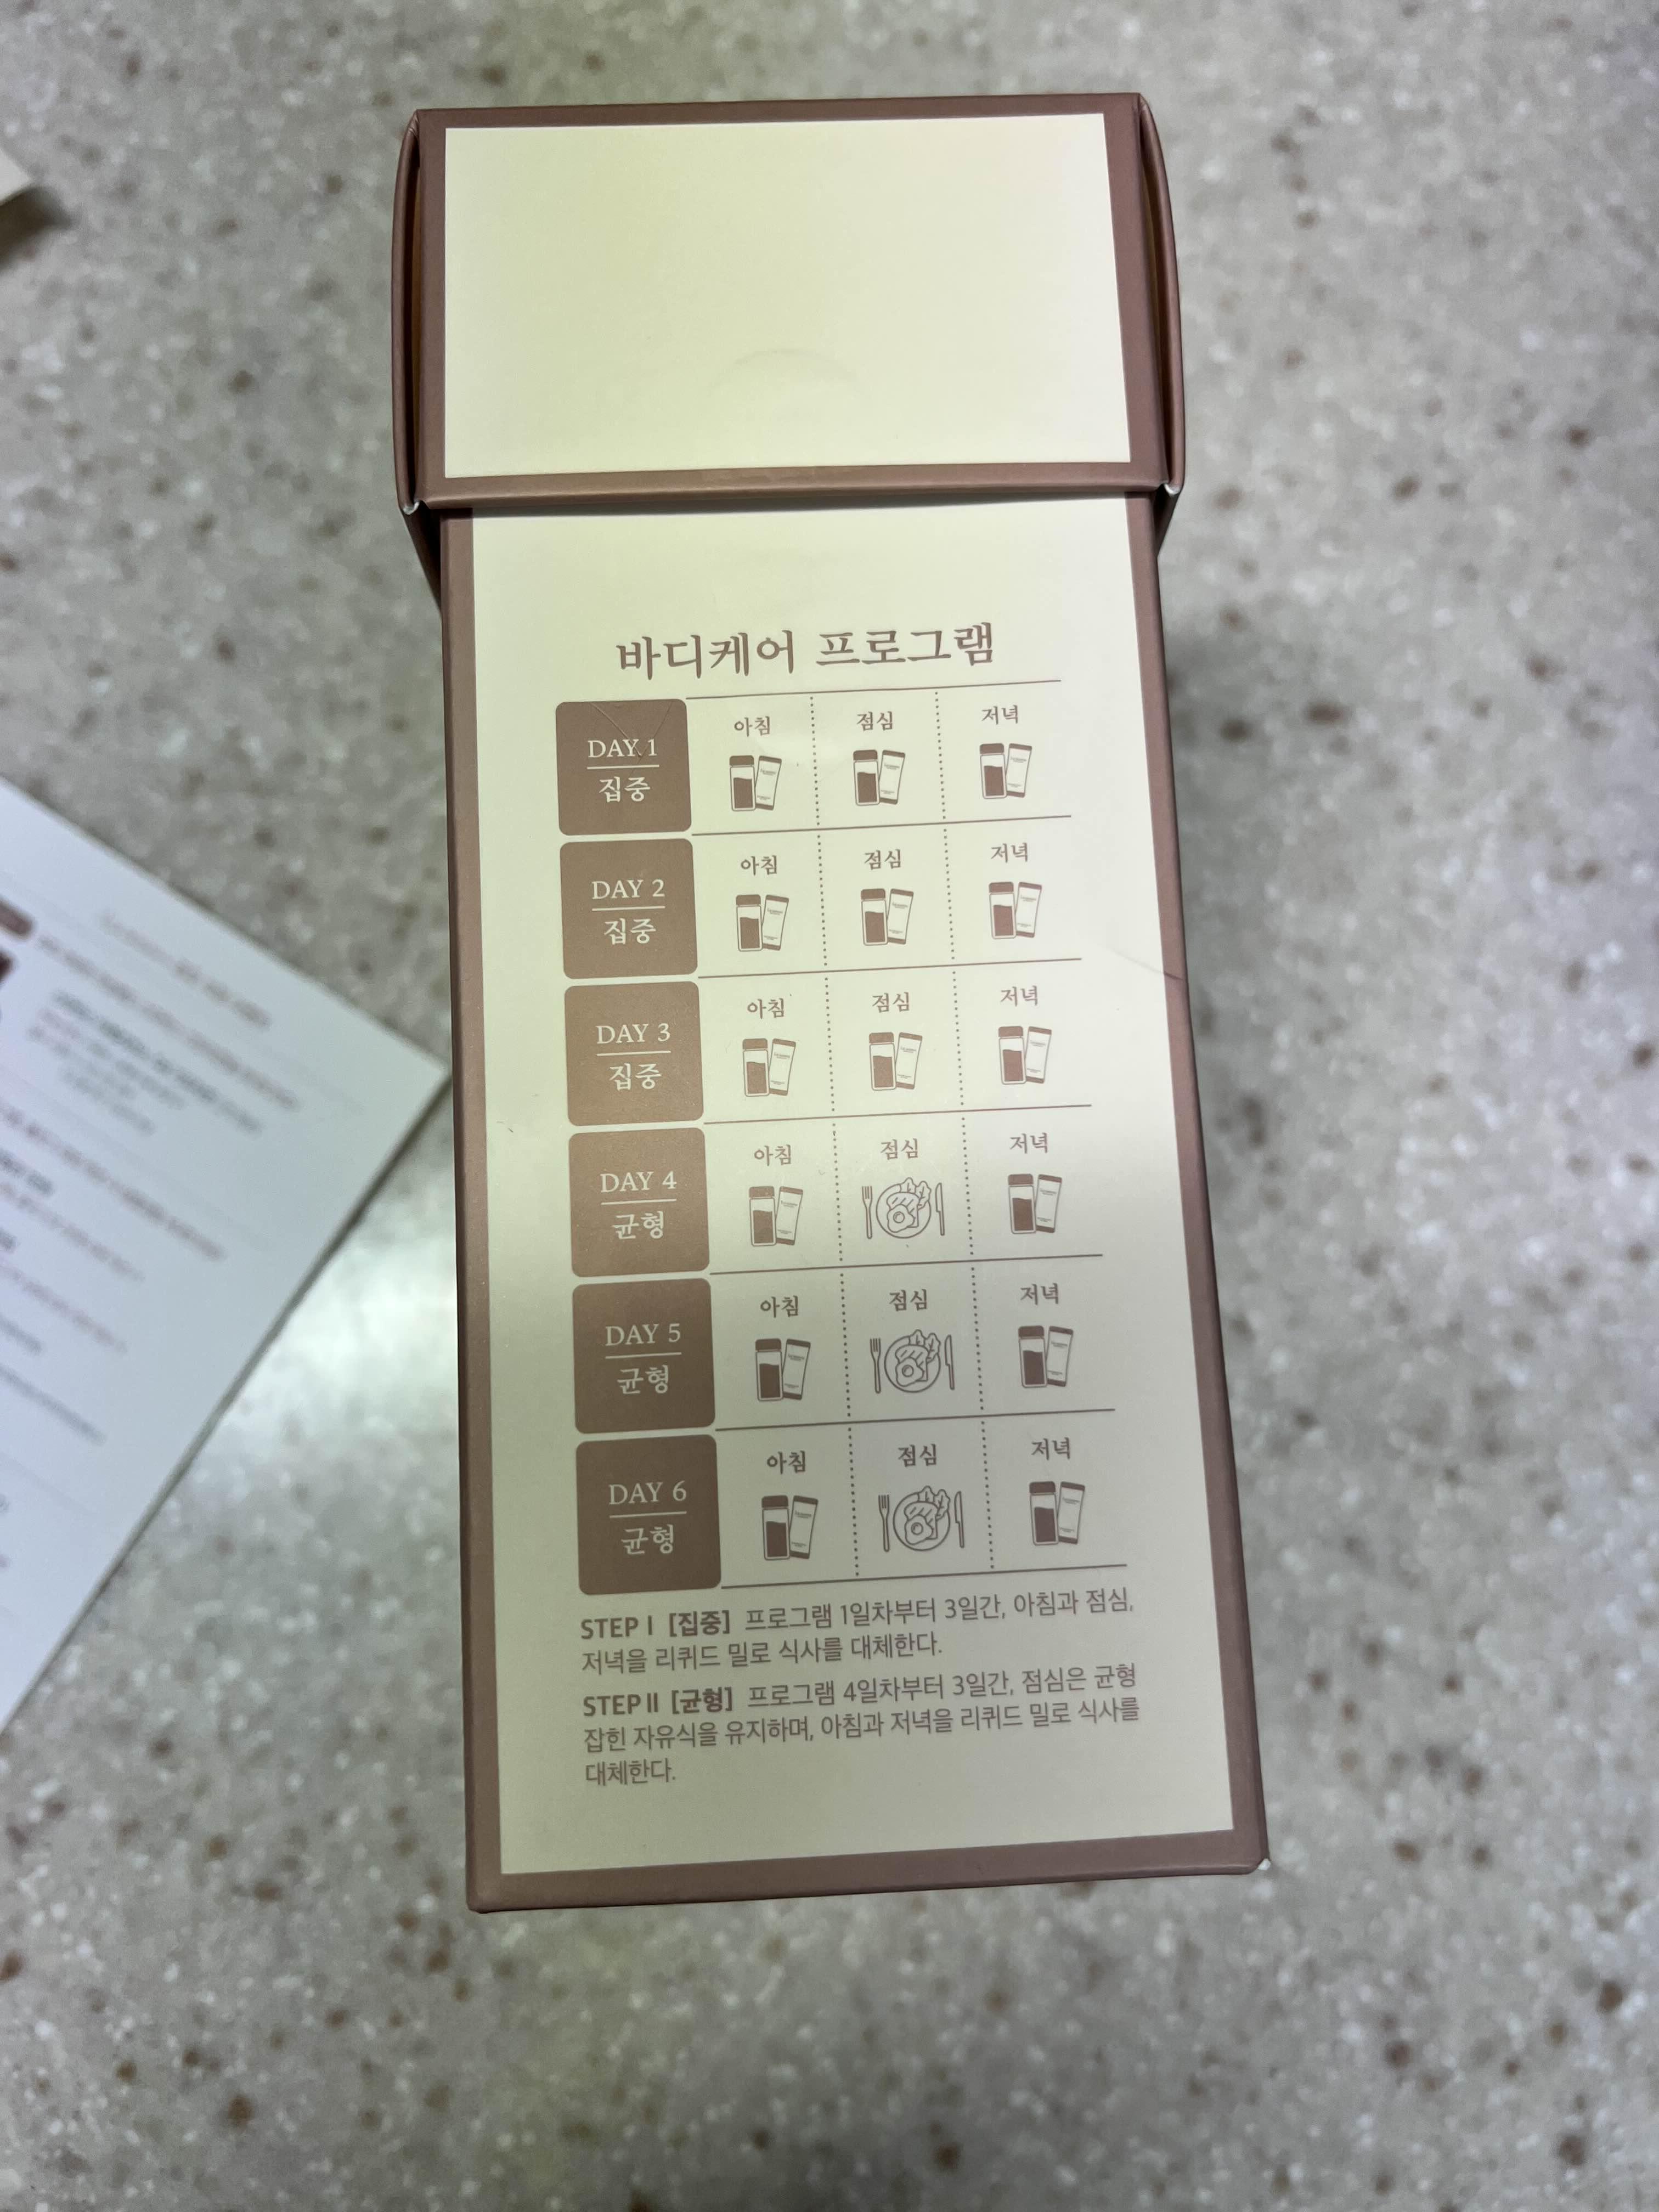 바디케어 프로그램
DAY 1
집중
아침
점심
저녁
DAY 2
집중
아침
점심
저녁
DAY 3
집중
아침
점심
저녁
DAY 4
균형
아침
점심
저녁
DAY 5
균형
아침
점심
저녁
DAY 6
균형
아침
점심
저녁
STEP I [집중] 프로그램 1일차부터 3일간, 아침과 점심,
저녁을 리퀴드 밀로 식사를 대체한다.
STEP II [균형] 프로그램 4일차부터 3일간, 점심은 균형
잡힌 자유식을 유지하며, 아침과 저녁을 리퀴드 밀로 식사를
대체한다.